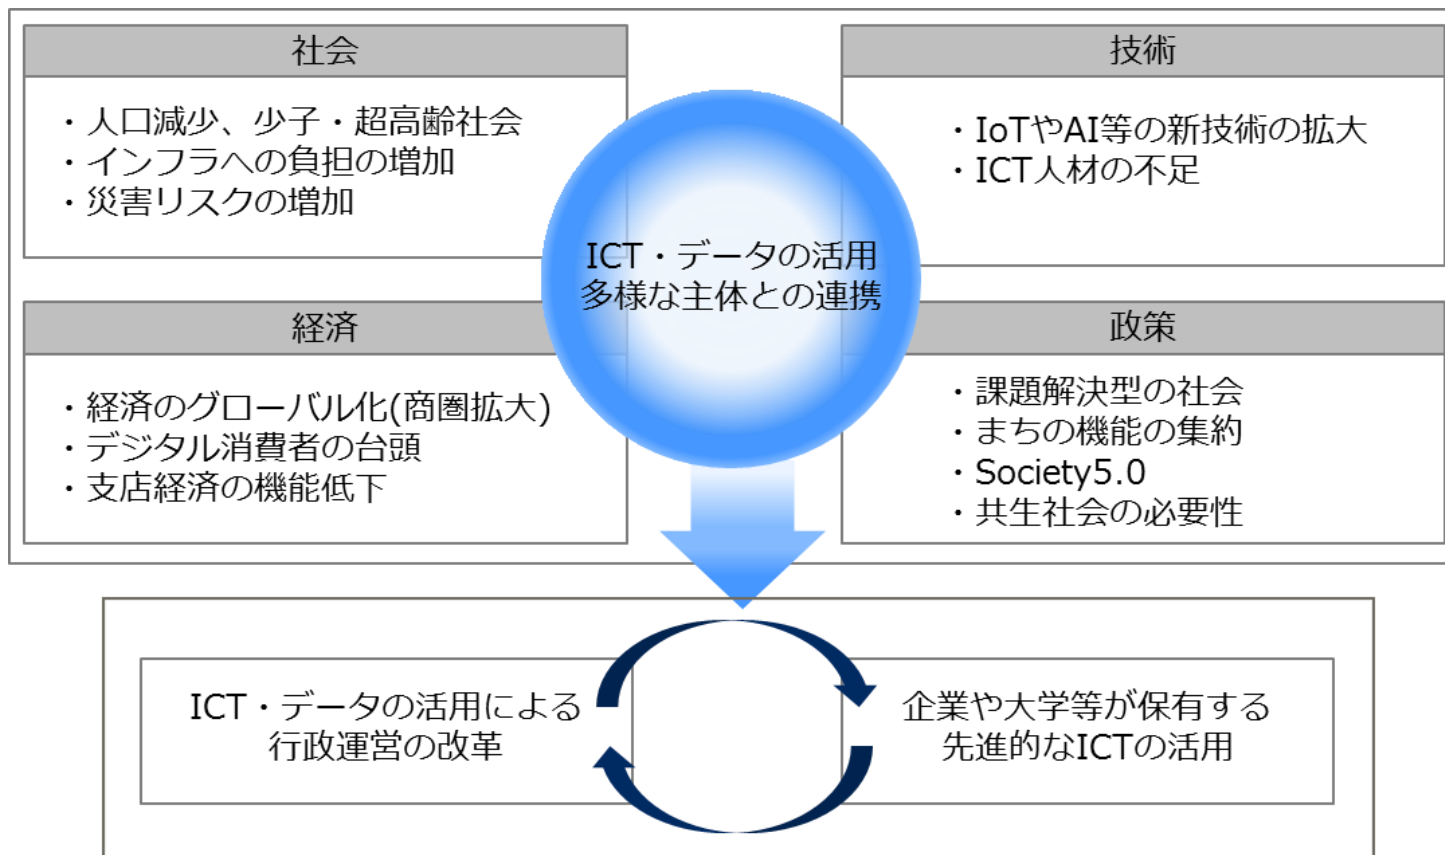 社会
・人口減少、少子・超高齢社会
・インフラへの負担の増加
・災害リスクの増加
技術
・IoTやAI等の新技術の拡大
・ICT人材の不足
ICT・データの活用
多様な主体との連携
経済
・経済のグローバル化(商圏拡大)
・デジタル消費者の台頭
・支店経済の機能低下
政策
・課題解決型の社会
・まちの機能の集約
・Society5.0
・共生社会の必要性
ICT・データの活用による
行政運営の改革
企業や大学等が保有する
先進的なICTの活用